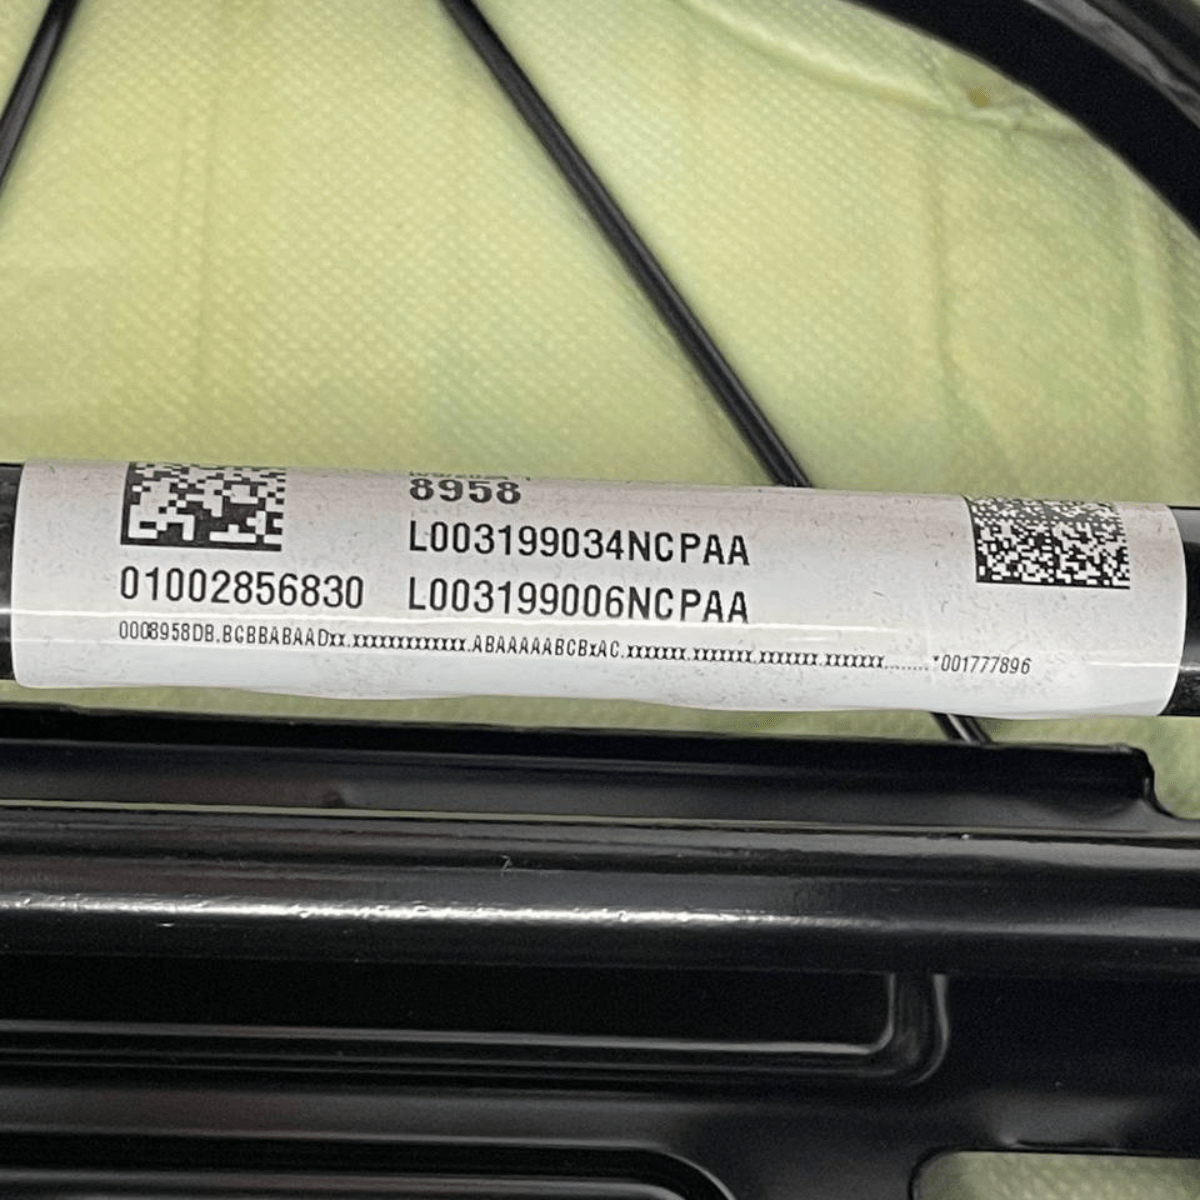 8958
L003199034NCPAA
01002856830 L003199006NCPAA
0008958DB.BCBBABAADxx.xxxxxxxxxxxxx.ABAAAAABCBxAC.xxxxxxx.xxxxxxx.xxxxxxx.xxxxxxx........*001777896